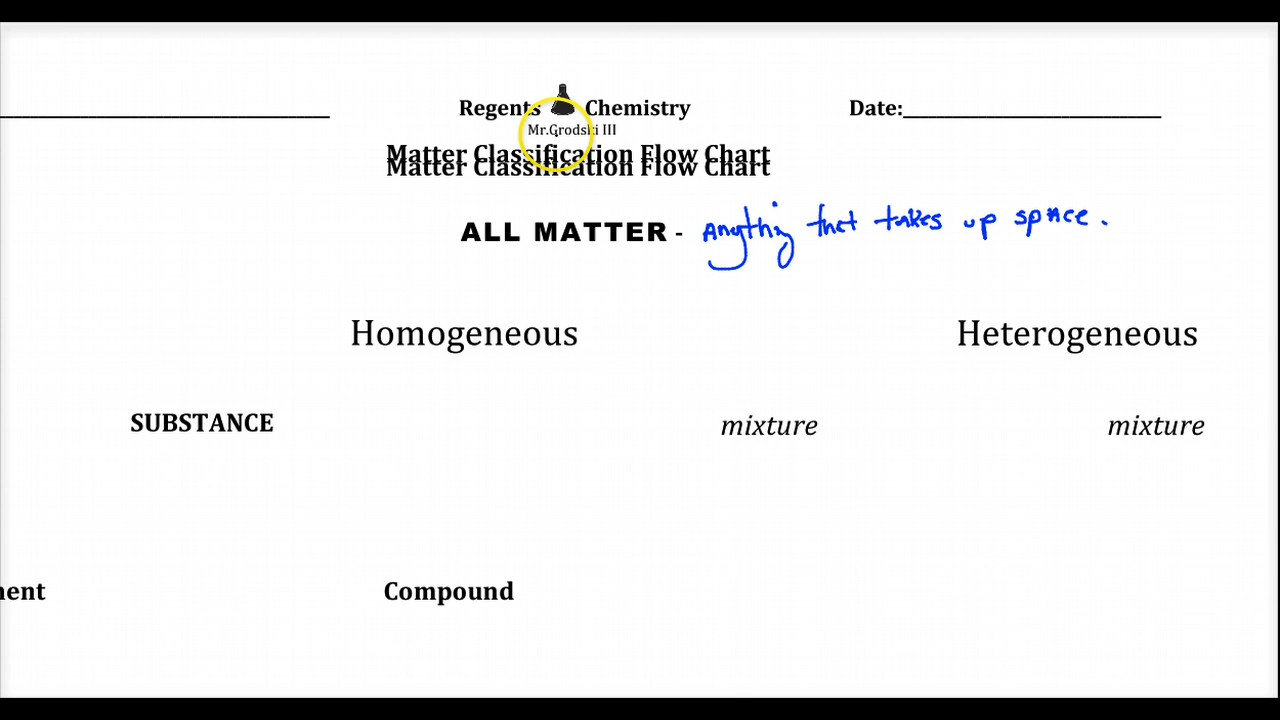 Regents Chemistry Date:
Mr.Grodski III
Matter Classification Flow Chart
Matter Classification Flow Chart
ALL MATTER - Anything that takes up space.
Homogeneous Heterogeneous
SUBSTANCE mixture mixture
ment Compound